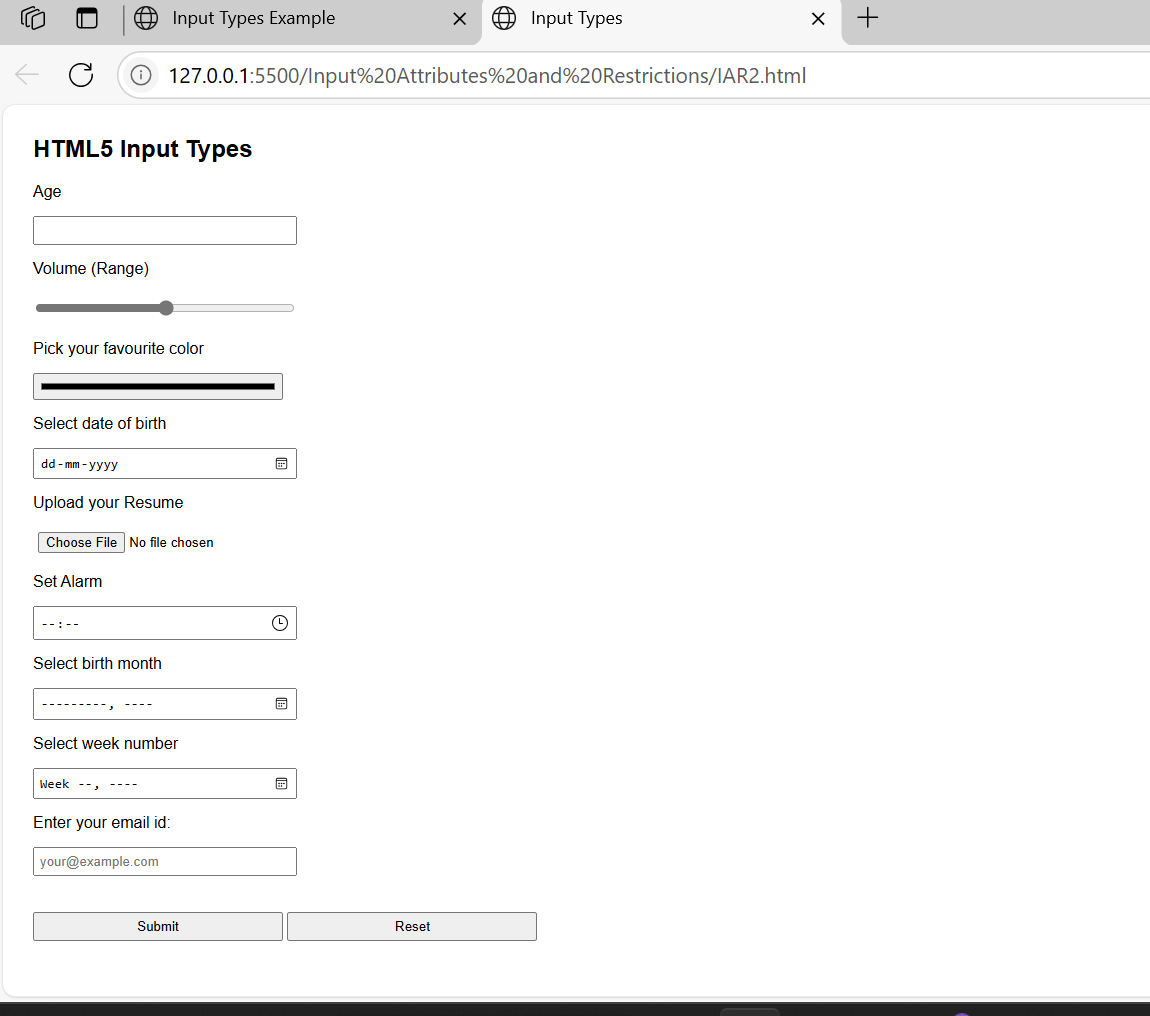 Input Types Example
Input Types
127.0.0.1:5500/Input%20Attributes%20and%20Restrictions/IAR2.html
HTML5 Input Types
Age
Volume (Range)
Pick your favourite color
Select date of birth
dd-mm-yyyy
Upload your Resume
Choose File No file chosen
Set Alarm
--:--
Select birth month
---------, ----
Select week number
Week --, ----
Enter your email id:
your@example.com
Submit Reset